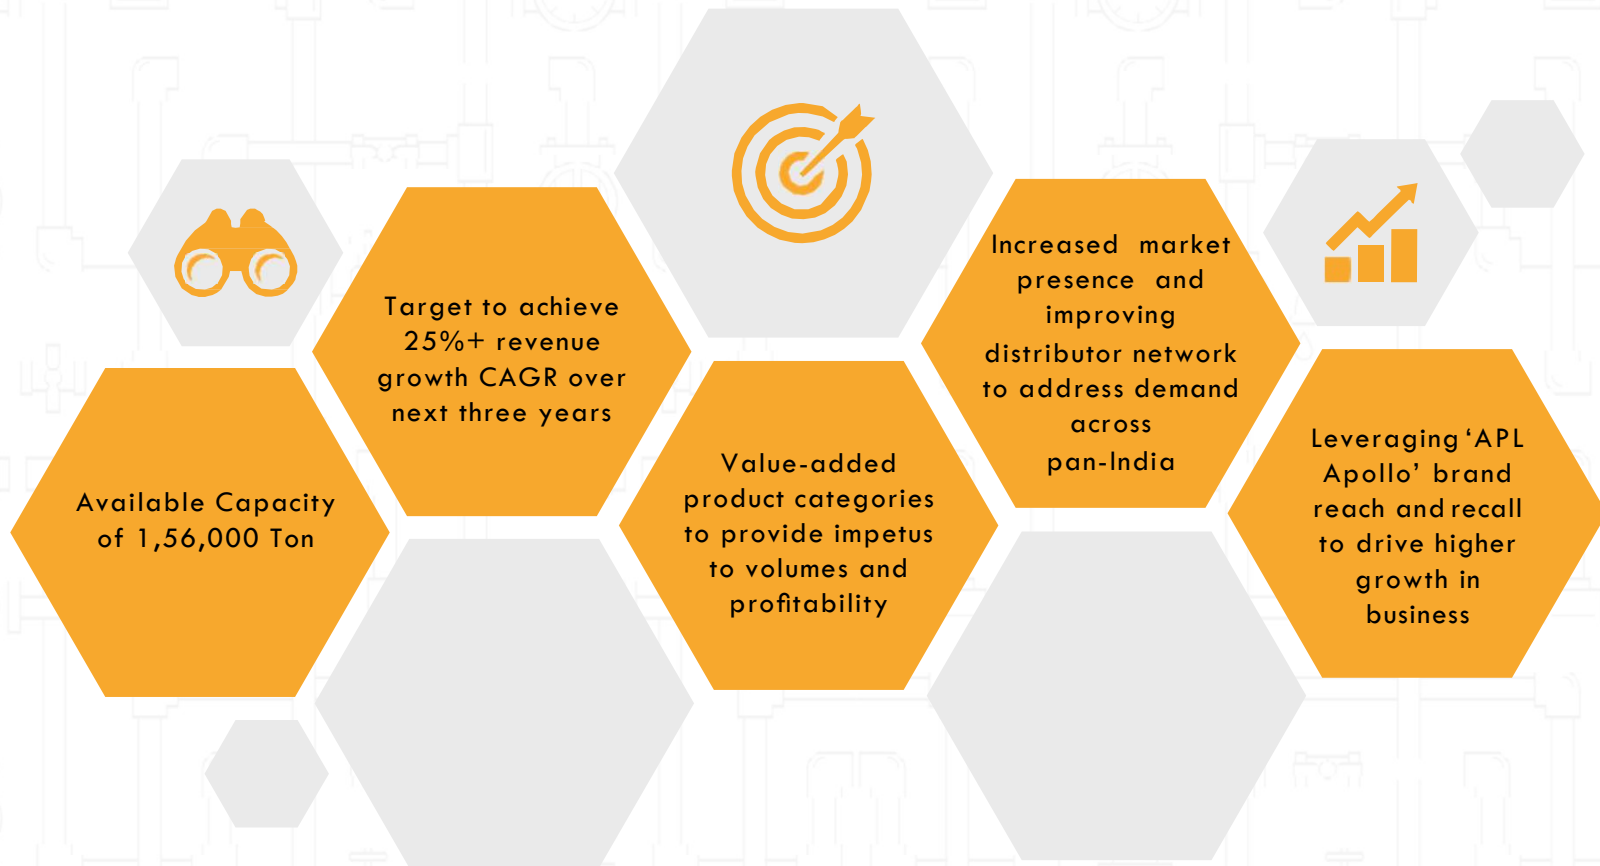 Available Capacity
of 1,56,000 Ton
Target to achieve
25%+ revenue
growth CAGR over
next three years
Value-added
product categories
to provide impetus
to volumes and
profitability
Increased market
presence and
improving
distributor network
to address demand
across
pan-India
Leveraging ‘APL
Apollo’ brand
reach and recall
to drive higher
growth in
business